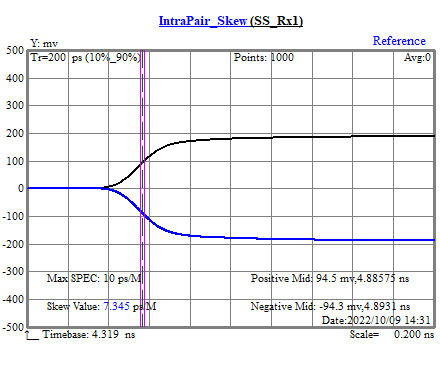 IntraPair_Skew (SS_Rx1)
Y: mv
Reference
500
Tr=200 ps (10%_90%)
Points: 1000
Avg:0
400
300
200
100
0
-100
-200
-300
Max SPEC: 10 ps/M
Positive Mid: 94.5 mv,4.88575 ns
-400
Skew Value: 7.345 ps/M
Negative Mid: -94.3 mv,4.8931 ns
Date:2022/10/09 14:31
-500
Timebase: 4.319 ns
Scale= 0.200 ns